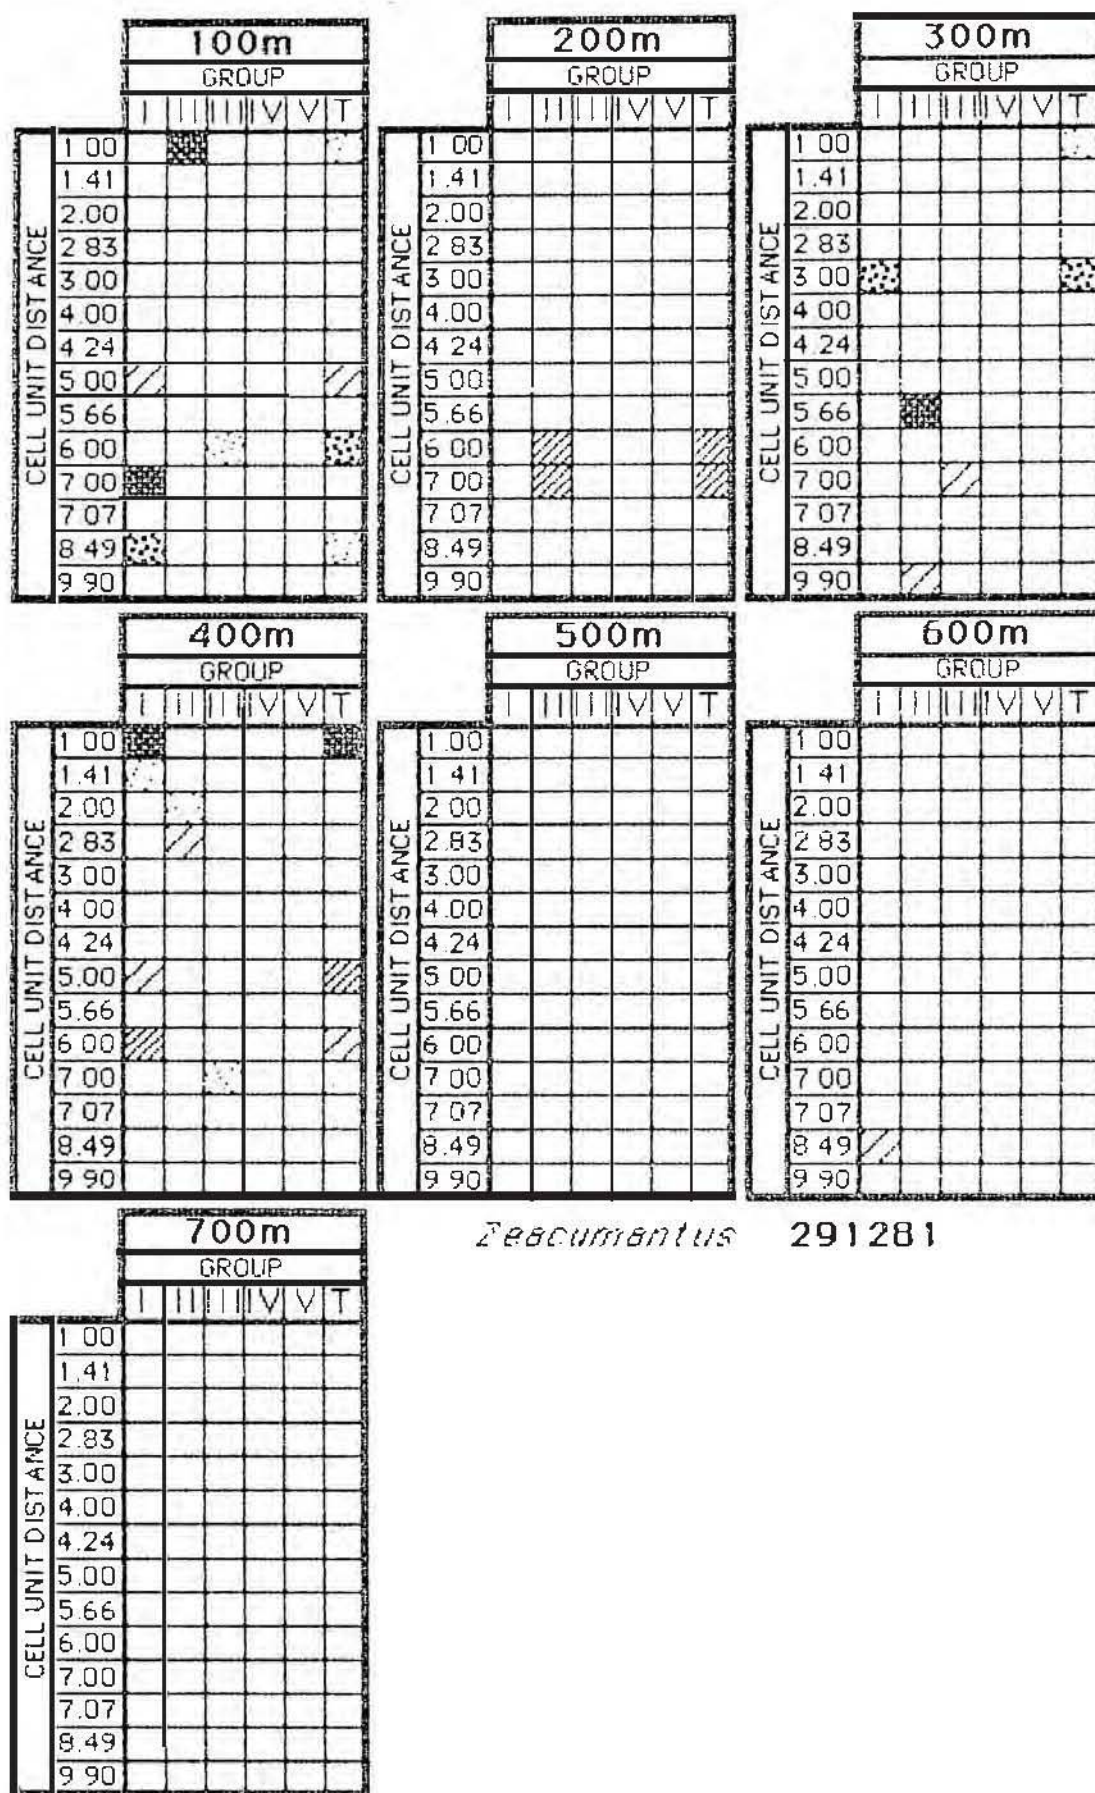 100m 200m 300m
GROUP GROUP GROUP
I II III IV V T I II III IV V T I II III IV V T
CELL UNIT DISTANCE CELL UNIT DISTANCE CELL UNIT DISTANCE
1 00 1 00 1 00
1.41 1.41 1.41
2.00 2.00 2.00
2 83 2 83 2 83
3.00 3 00 3 00
4.00 4.00 4 00
4 24 4 24 4.24
5 00 5 00 5.00
5 66 5.66 5.66
6 00 6 00 6 00
7 00 7 00 7 00
7 07 7 07 7 07
8 49 8.49 8.49
9 90 9 90 9 90
400m 500m 600m
GROUP GROUP GROUP
I II III IV V T I II III IV V T I II III IV V T
CELL UNIT DISTANCE CELL UNIT DISTANCE CELL UNIT DISTANCE
1 00 1.00 1 00
1.41 1 41 1 41
2.00 2 00 2 00
2 83 2.83 2 83
3 00 3.00 3.00
4 00 4.00 4.00
4 24 4.24 4 24
5.00 5 00 5.00
5.66 5.66 5 66
6 00 6 00 6 00
7 00 7 00 7 00
7 07 7 07 7 07
8.49 8.49 8 49
9 90 9 90 9 90
Zeacumantus 291281
700m
GROUP
I II III IV V T
CELL UNIT DISTANCE
1 00
1.41
2.00
2.83
3.00
4.00
4.24
5.00
5.66
6.00
7.00
7.07
8.49
9 90